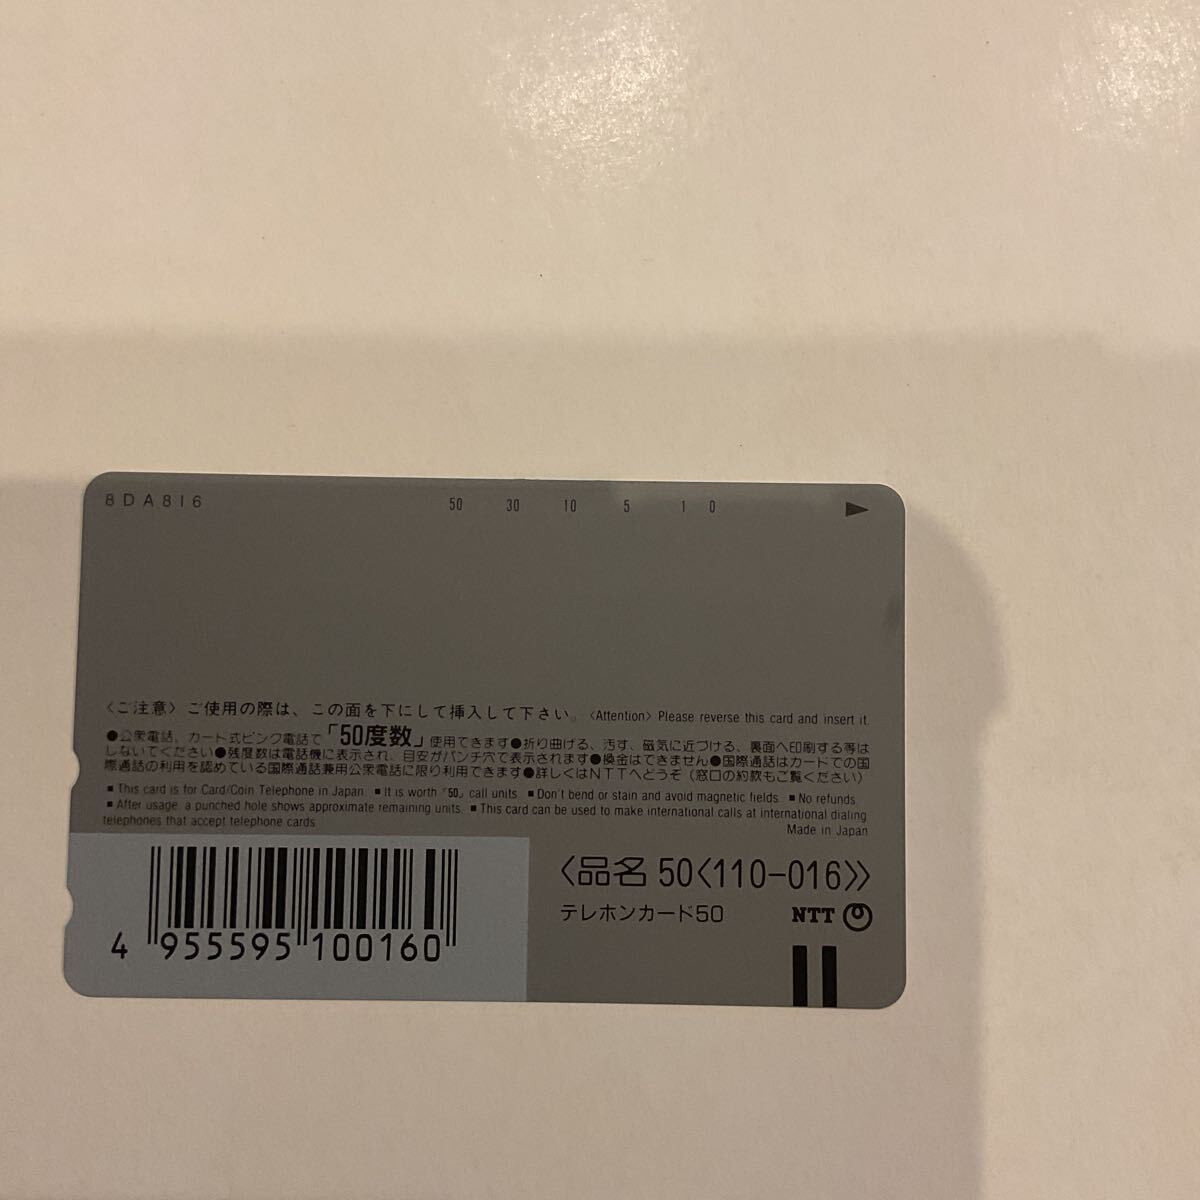 8DA816 50 30 10 5 1 0 ▶
〈ご注意〉ご使用の際は、この面を下にして挿入して下さい。〈Attention〉Please reverse this card and insert it.
●公衆電話、カード式ピンク電話で「50度数」使用できます●折り曲げる、汚す、磁気に近づける、裏面へ印刷する等は
しないでください●残度数は電話機に表示され、目安がパンチ穴で表示されます●換金はできません●国際通話はカードでの国
際通話の利用を認めている国際通話兼用公衆電話に限り利用できます●詳しくはNTTへどうぞ（窓口の約款もご覧ください）
■ This card is for Card/Coin Telephone in Japan ■ It is worth「50」call units ■ Don't bend or stain and avoid magnetic fields ■ No refunds
■ After usage, a punched hole shows approximate remaining units. ■ This card can be used to make international calls at international dialing
telephones that accept telephone cards
Made in Japan
〈品名 50〈110-016〉〉
テレホンカード50 NTT
4 955595 100160